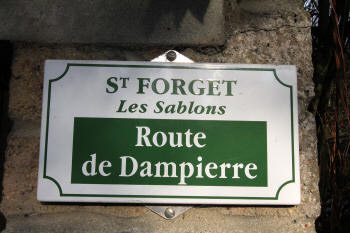 ST FORGET
Les Sablons
Route
de Dampierre